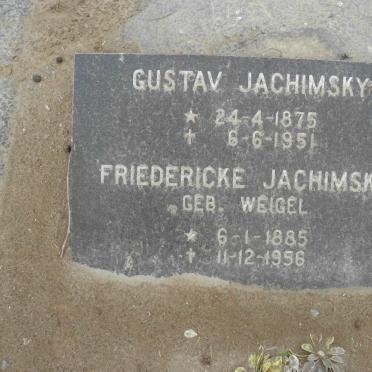 GUSTAV JACHIMSKY
★ 24-4-1875
✝ 6-6-1951
FRIEDERICKE JACHIMSK
GEB. WEIGEL
★ 6-1-1885
✝ 11-12-1956